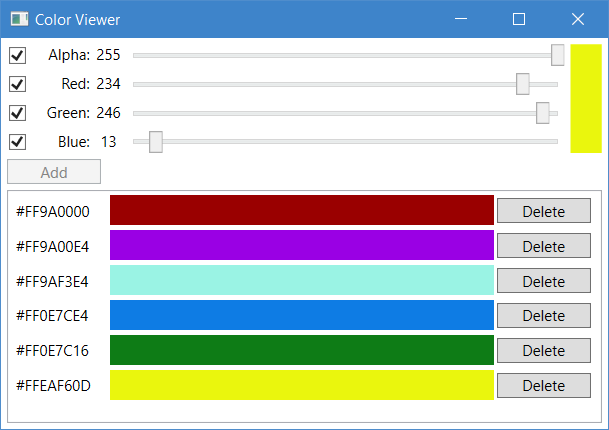 Color Viewer
Alpha: 255
Red: 234
Green: 246
Blue: 13
Add
#FF9A0000 Delete
#FF9A00E4 Delete
#FF9AF3E4 Delete
#FF0E7CE4 Delete
#FF0E7C16 Delete
#FFEAF60D Delete